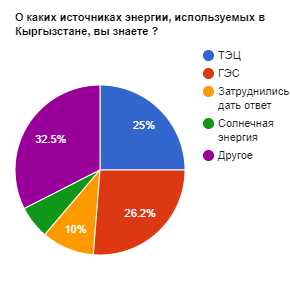 О каких источниках энергии, используемых в
Кыргызстане, вы знаете ?
ТЭЦ
ГЭС
Затруднились
дать ответ
Солнечная
энергия
Другое
25%
26.2%
10%
32.5%